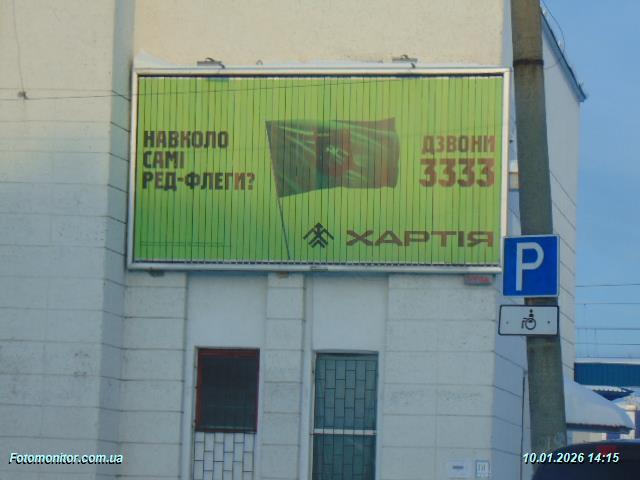 НАВКОЛО
САМІ
РЕД-ФЛЕГИ?
ДЗВОНИ
3333
ХАРТІЯ
P
Fotomonitor.com.ua
10.01.2026 14:15